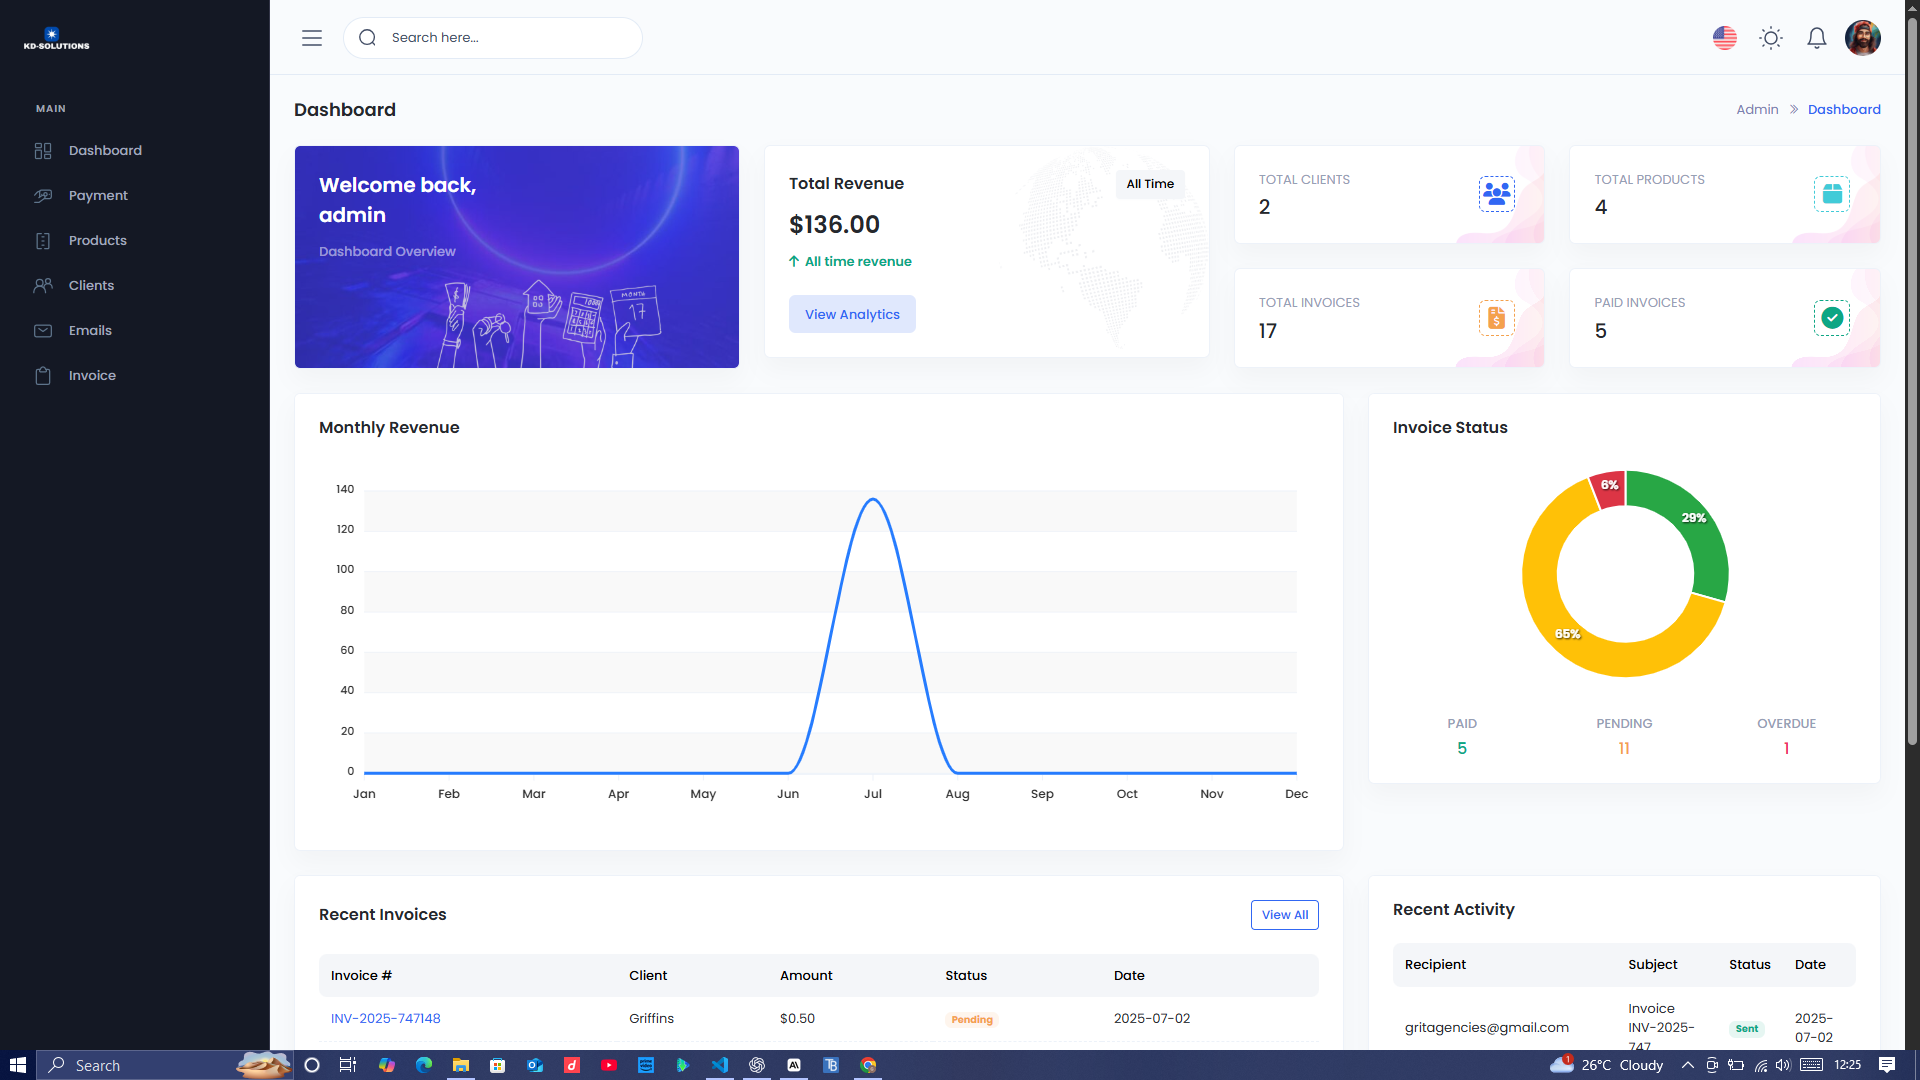 KD-SOLUTIONS
Search here...
MAIN
Dashboard
Payment
Products
Clients
Emails
Invoice
Dashboard
Admin » Dashboard
Welcome back,
admin
Dashboard Overview
MONTH
17
Total Revenue
All Time
$136.00
All time revenue
View Analytics
TOTAL CLIENTS
2
TOTAL PRODUCTS
4
TOTAL INVOICES
17
PAID INVOICES
5
Monthly Revenue
140
120
100
80
60
40
20
0
Jan Feb Mar Apr May Jun Jul Aug Sep Oct Nov Dec
Invoice Status
6%
29%
65%
PAID PENDING OVERDUE
5 11 1
Recent Invoices
View All
Invoice # Client Amount Status Date
INV-2025-747148 Griffins $0.50 Pending 2025-07-02
Recent Activity
Recipient Subject Status Date
gritagencies@gmail.com Invoice INV-2025-747 Sent 2025-07-02
Search
1
26°C Cloudy
12:25